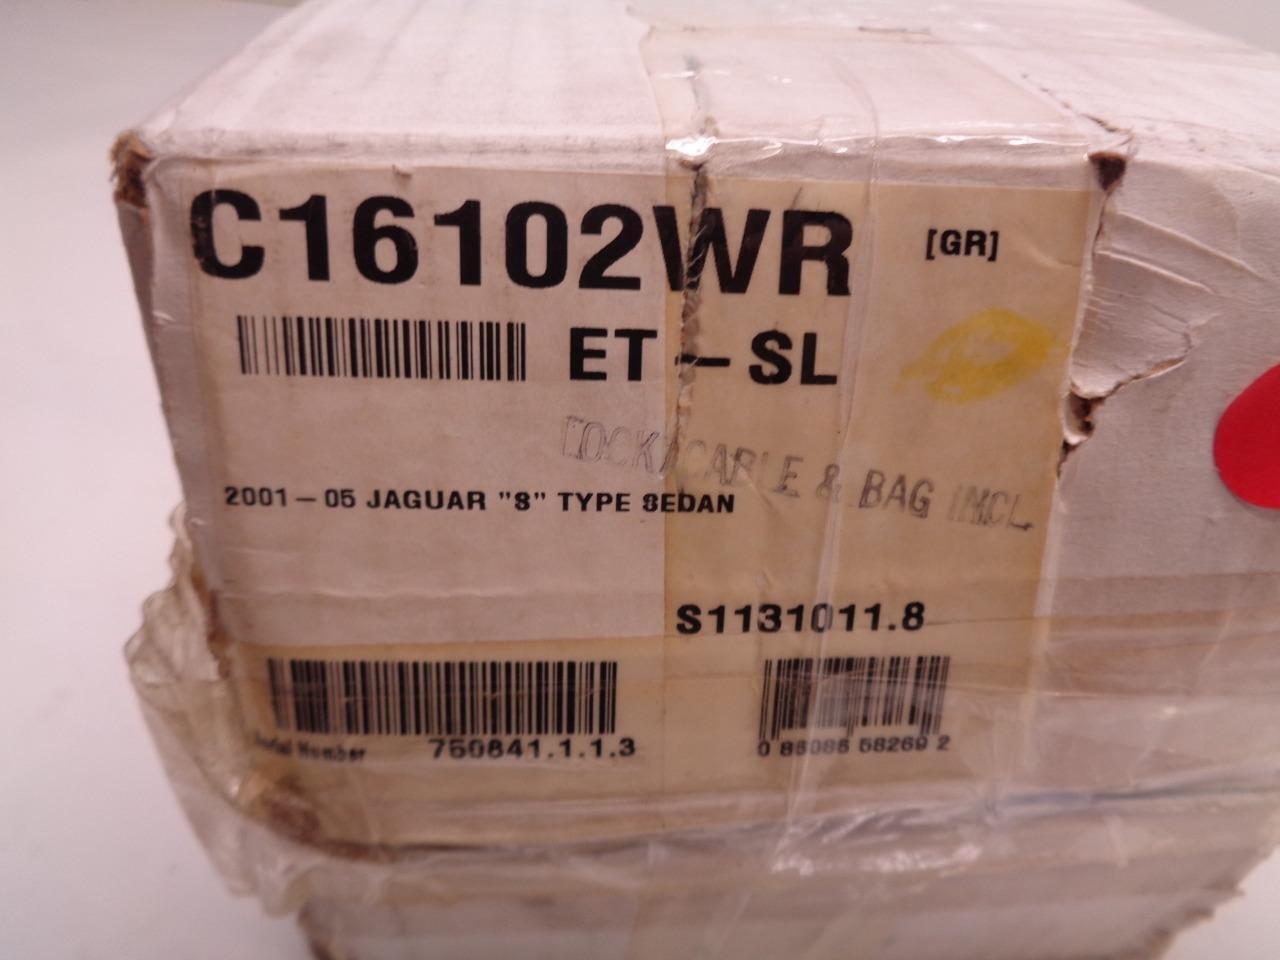 C16102WR [GR]
ET - SL
LOCK / CABLE & BAG INCL
2001-05 JAGUAR "S" TYPE SEDAN
S1131011.8
Serial Number 750841.1.1.3
0 85086 58269 2